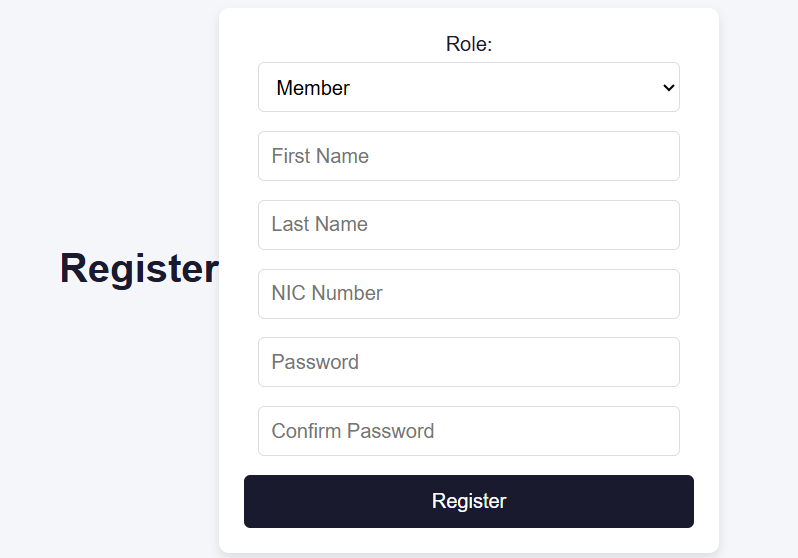 Register
Role:
Member
First Name
Last Name
NIC Number
Password
Confirm Password
Register